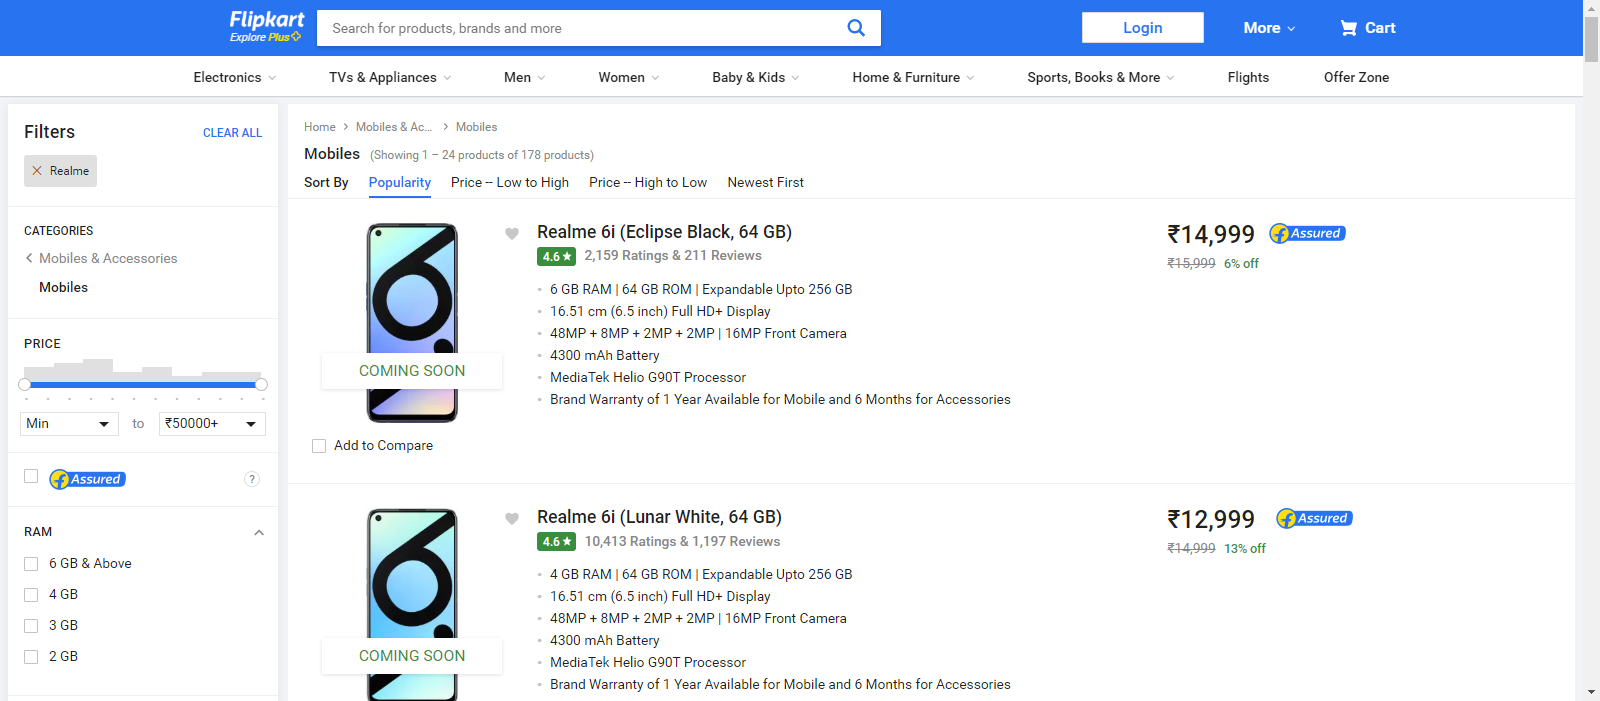 Flipkart
Explore Plus
Search for products, brands and more
Login
More
Cart
Electronics
TVs & Appliances
Men
Women
Baby & Kids
Home & Furniture
Sports, Books & More
Flights
Offer Zone
Filters
CLEAR ALL
Realme
CATEGORIES
Mobiles & Accessories
Mobiles
PRICE
Min
to
₹50000+
Assured
?
RAM
6 GB & Above
4 GB
3 GB
2 GB
Home
Mobiles & Ac...
Mobiles
Mobiles (Showing 1 – 24 products of 178 products)
Sort By
Popularity
Price -- Low to High
Price -- High to Low
Newest First
COMING SOON
Add to Compare
Realme 6i (Eclipse Black, 64 GB)
4.6 2,159 Ratings & 211 Reviews
6 GB RAM | 64 GB ROM | Expandable Upto 256 GB
16.51 cm (6.5 inch) Full HD+ Display
48MP + 8MP + 2MP + 2MP | 16MP Front Camera
4300 mAh Battery
MediaTek Helio G90T Processor
Brand Warranty of 1 Year Available for Mobile and 6 Months for Accessories
₹14,999
Assured
₹15,999 6% off
COMING SOON
Realme 6i (Lunar White, 64 GB)
4.6 10,413 Ratings & 1,197 Reviews
4 GB RAM | 64 GB ROM | Expandable Upto 256 GB
16.51 cm (6.5 inch) Full HD+ Display
48MP + 8MP + 2MP + 2MP | 16MP Front Camera
4300 mAh Battery
MediaTek Helio G90T Processor
Brand Warranty of 1 Year Available for Mobile and 6 Months for Accessories
₹12,999
Assured
₹14,999 13% off